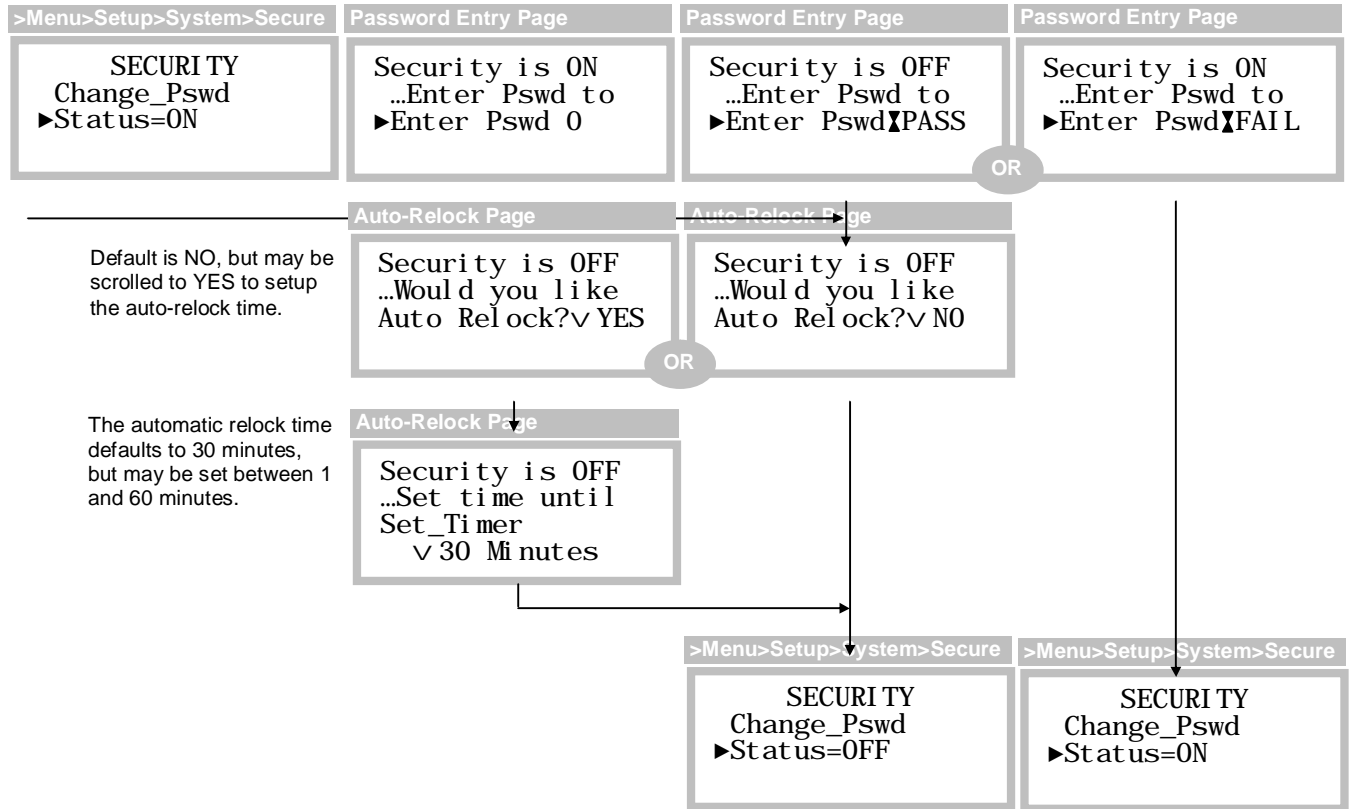 >Menu>Setup>System>Secure
SECURITY
Change_Pswd
►Status=ON
Password Entry Page
Security is ON
…Enter Pswd to
►Enter Pswd 0
Password Entry Page
Security is OFF
…Enter Pswd to
►Enter Pswd PASS
OR
Password Entry Page
Security is ON
…Enter Pswd to
►Enter Pswd FAIL
Default is NO, but may be
scrolled to YES to setup
the auto-relock time.
Auto-Relock Page
Security is OFF
…Would you like
Auto Relock?∨YES
OR
Auto-Relock Page
Security is OFF
…Would you like
Auto Relock?∨NO
The automatic relock time
defaults to 30 minutes,
but may be set between 1
and 60 minutes.
Auto-Relock Page
Security is OFF
…Set time until
Set_Timer
∨30 Minutes
>Menu>Setup>System>Secure
SECURITY
Change_Pswd
►Status=OFF
>Menu>Setup>System>Secure
SECURITY
Change_Pswd
►Status=ON